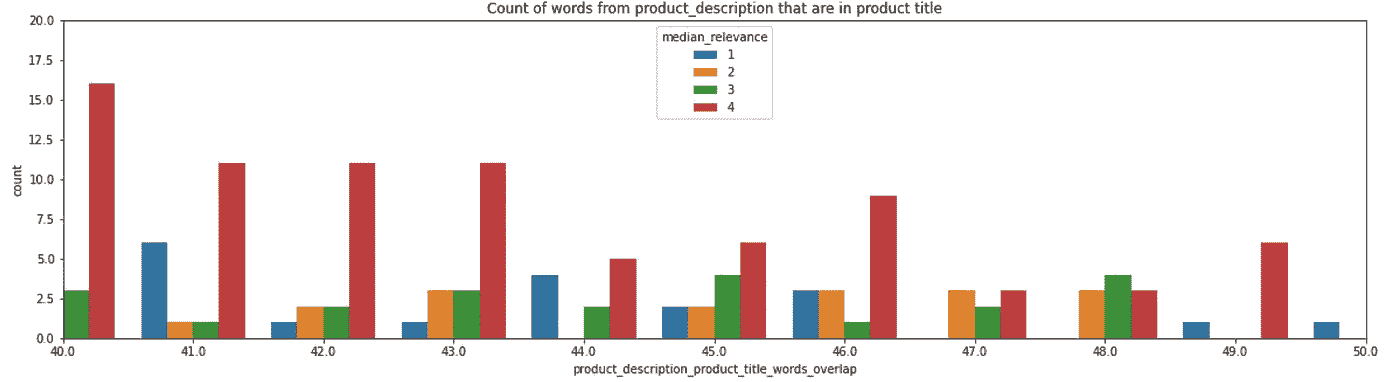 Count of words from product_description that are in product title
median_relevance
1
2
3
4
20.0
17.5
15.0
12.5
10.0
7.5
5.0
2.5
0.0
count
40.0 41.0 42.0 43.0 44.0 45.0 46.0 47.0 48.0 49.0 50.0
product_description_product_title_words_overlap